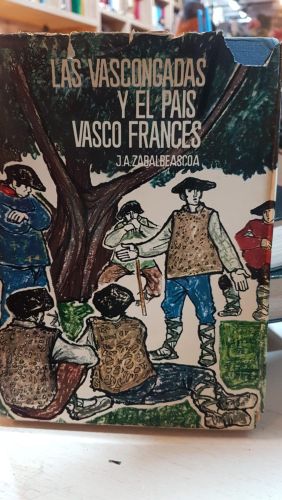 LAS VASCONGADAS
Y EL PAIS
VASCO FRANCES
J.A. ZABALBEASCOA